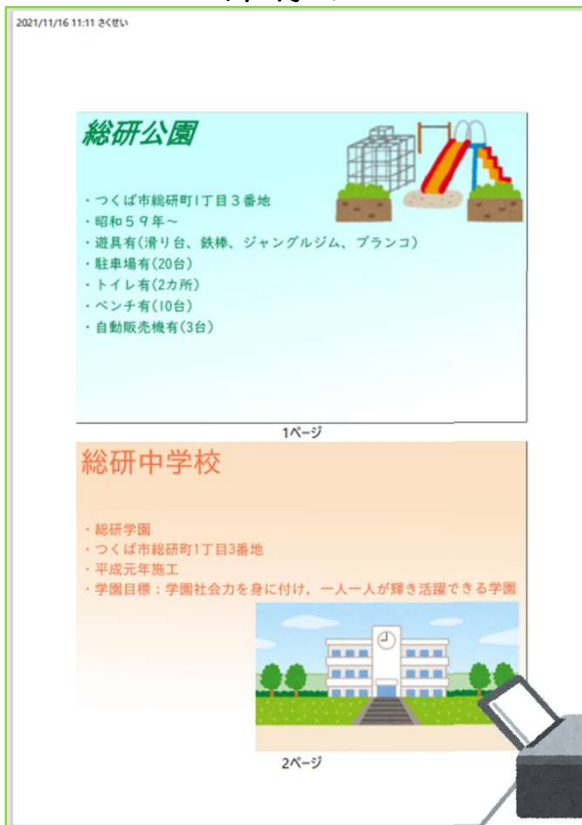 2021/11/16 11:11 さくせい
総研公園
・つくば市総研町1丁目3番地
・昭和59年~
・遊具有(滑り台、鉄棒、ジャングルジム、ブランコ)
・駐車場有(20台)
・トイレ有(2カ所)
・ベンチ有(10台)
・自動販売機有(3台)
1ページ
総研中学校
・総研学園
・つくば市総研町1丁目3番地
・平成元年施工
・学園目標:学園社会力を身に付け,一人一人が輝き活躍できる学園
2ページ